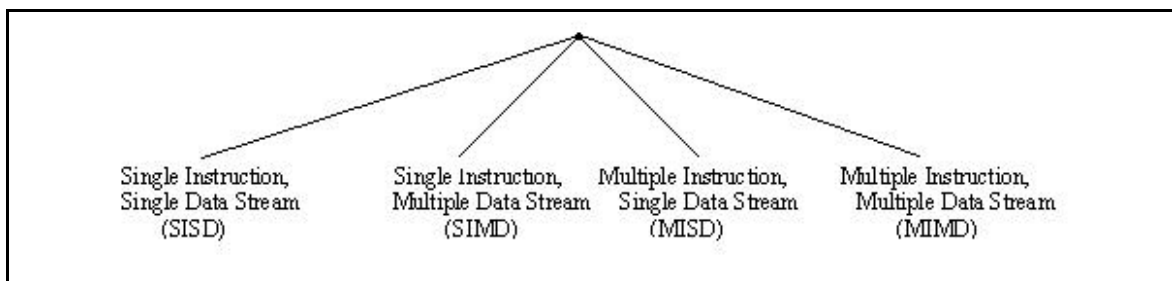 Single Instruction,
Single Data Stream
(SISD)
Single Instruction,
Multiple Data Stream
(SIMD)
Multiple Instruction,
Single Data Stream
(MISD)
Multiple Instruction,
Multiple Data Stream
(MIMD)